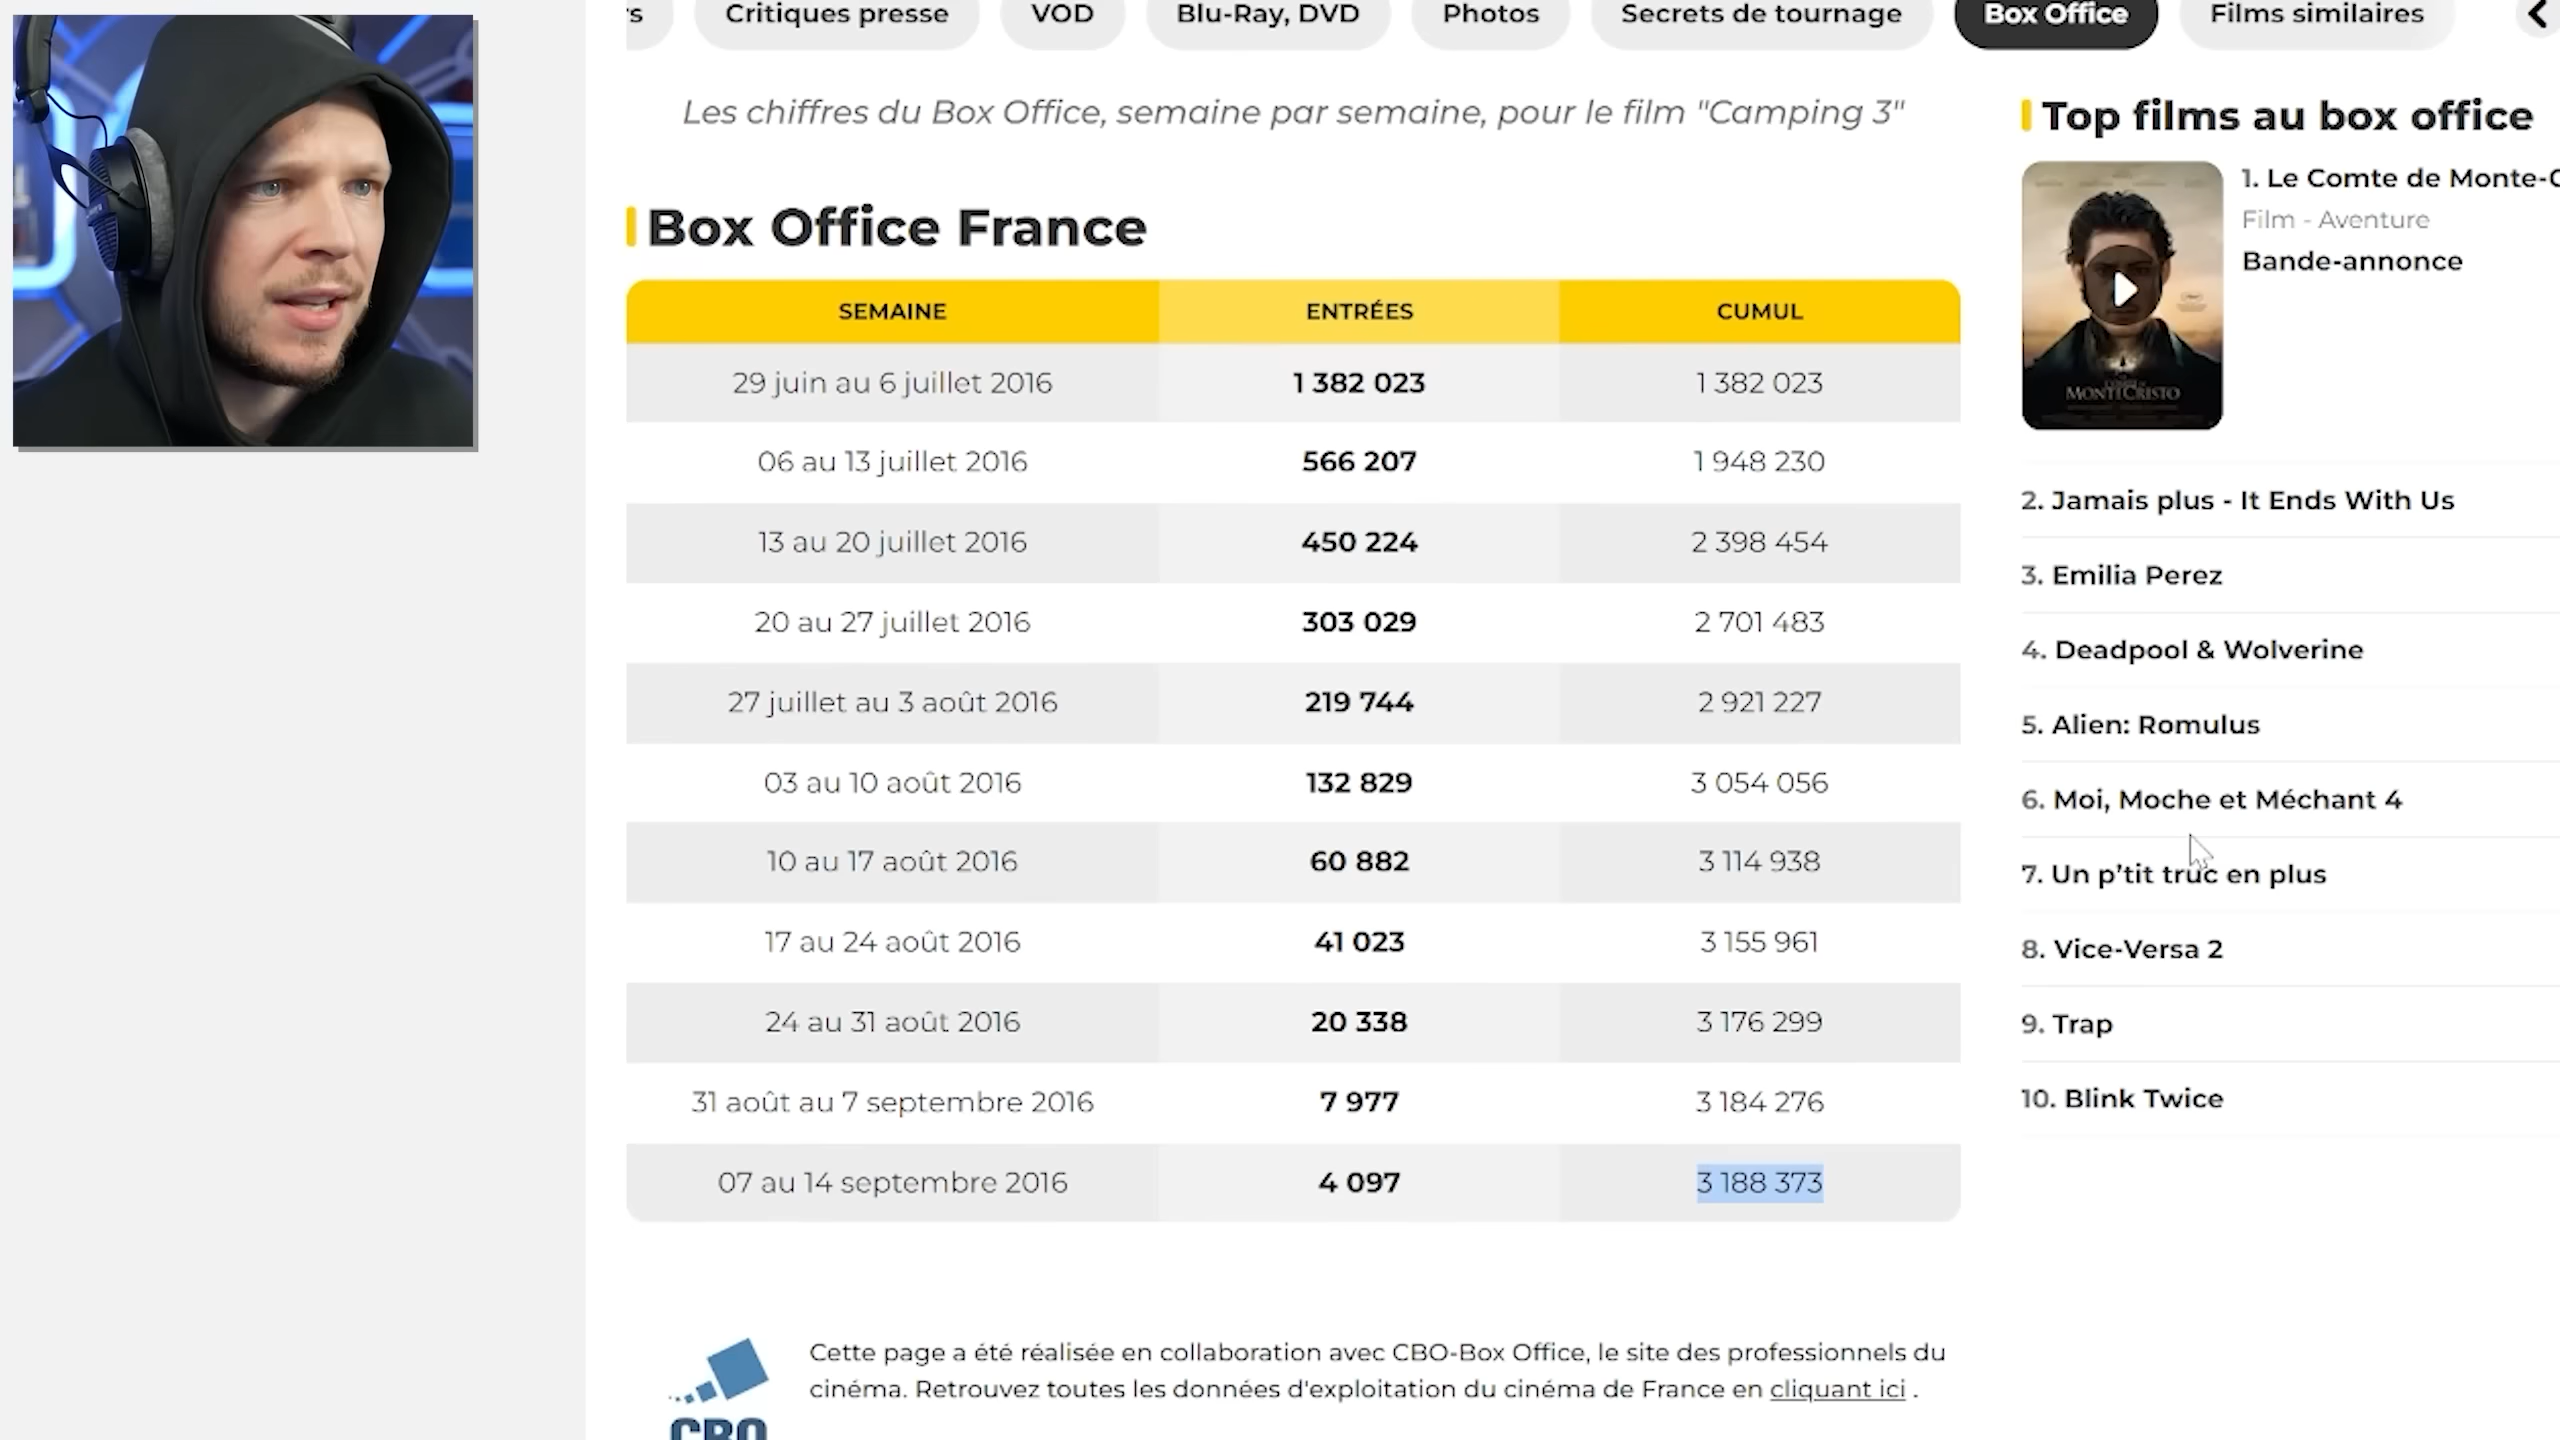 s
Critiques presse
VOD
Blu-Ray, DVD
Photos
Secrets de tournage
Box Office
Films similaires
Les chiffres du Box Office, semaine par semaine, pour le film "Camping 3"
Box Office France
SEMAINE ENTRÉES CUMUL
29 juin au 6 juillet 2016 1 382 023 1 382 023
06 au 13 juillet 2016 566 207 1 948 230
13 au 20 juillet 2016 450 224 2 398 454
20 au 27 juillet 2016 303 029 2 701 483
27 juillet au 3 août 2016 219 744 2 921 227
03 au 10 août 2016 132 829 3 054 056
10 au 17 août 2016 60 882 3 114 938
17 au 24 août 2016 41 023 3 155 961
24 au 31 août 2016 20 338 3 176 299
31 août au 7 septembre 2016 7 977 3 184 276
07 au 14 septembre 2016 4 097 3 188 373
CBO
Cette page a été réalisée en collaboration avec CBO-Box Office, le site des professionnels du
cinéma. Retrouvez toutes les données d'exploitation du cinéma de France en cliquant ici .
Top films au box office
MONTE CRISTO
1. Le Comte de Monte-C
Film - Aventure
Bande-annonce
2. Jamais plus - It Ends With Us
3. Emilia Perez
4. Deadpool & Wolverine
5. Alien: Romulus
6. Moi, Moche et Méchant 4
7. Un p'tit truc en plus
8. Vice-Versa 2
9. Trap
10. Blink Twice